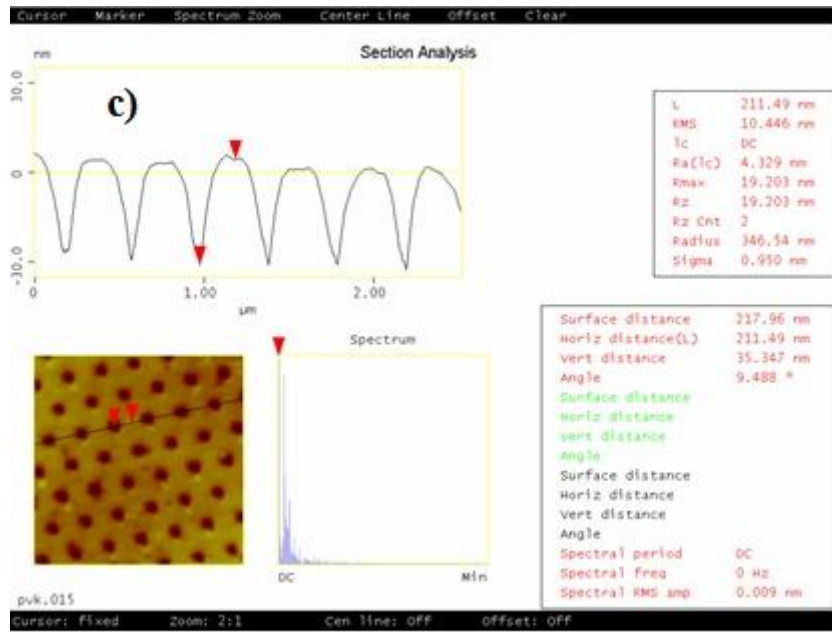 Cursor Marker Spectrum Zoom Center Line Offset Clear
nm
Section Analysis
c)
30.0
0
-30.0
0 1.00 2.00
µm
L 211.49 nm
RMS 10.446 nm
lc DC
Ra(lc) 4.329 nm
Rmax 19.203 nm
Rz 19.203 nm
Rz Cnt 2
Radius 346.54 nm
Sigma 0.950 nm
Spectrum
DC Min
Surface distance 217.96 nm
Horiz distance(L) 211.49 nm
Vert distance 35.347 nm
Angle 9.488 °
Surface distance
Horiz distance
Vert distance
Angle
Surface distance
Horiz distance
Vert distance
Angle
Spectral period DC
Spectral freq 0 Hz
Spectral RMS amp 0.009 nm
pvk.015
Cursor: fixed Zoom: 2:1 Cen line: Off Offset: Off